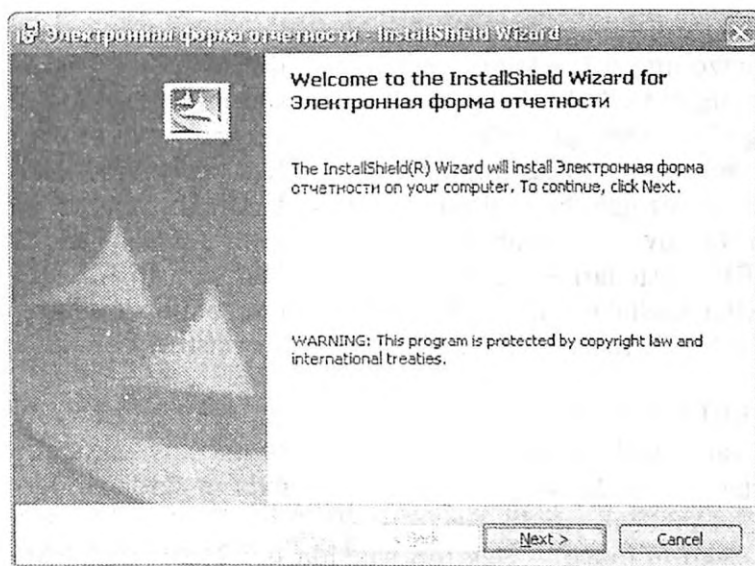 Электронная форма отчетности - InstallShield Wizard
Welcome to the InstallShield Wizard for
Электронная форма отчетности
The InstallShield(R) Wizard will install Электронная форма
отчетности on your computer. To continue, click Next.
WARNING: This program is protected by copyright law and
international treaties.
< Back
Next >
Cancel